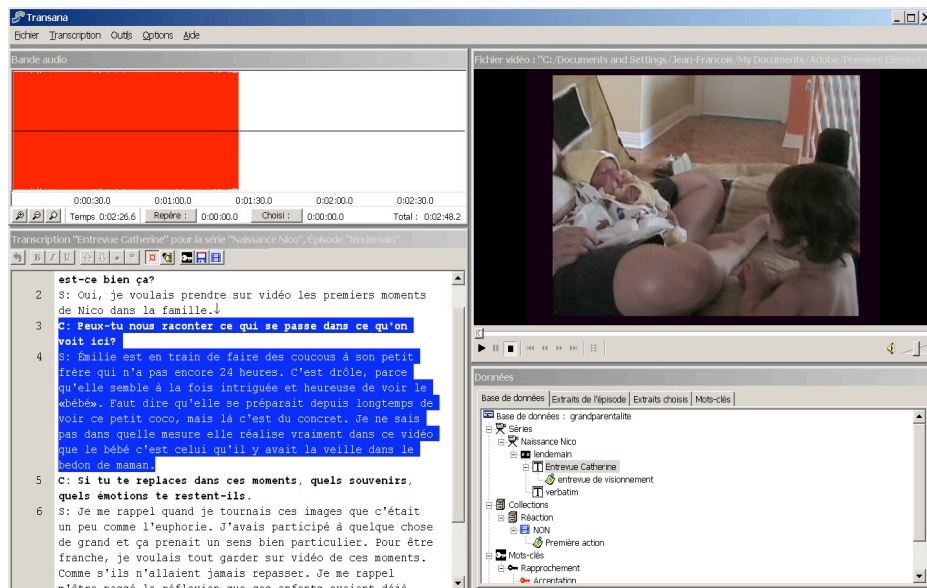 Transana
Fichier Transcription Outils Options Aide
Bande audio
0:00:30.0 0:01:00.0 0:01:30.0 0:02:00.0 0:02:30.0
Temps 0:02:26.6 Repère : 0:00:00.0 Choisi : 0:00:00.0 Total : 0:02:48.2
Transcription "Entrevue Catherine" pour la série "Naissance Nico", Épisode "lendemain"
B I U
est-ce bien ça?
2 S: Oui, je voulais prendre sur vidéo les premiers moments
de Nico dans la famille.↓
3 C: Peux-tu nous raconter ce qui se passe dans ce qu'on
voit ici?
4 S: Émilie est en train de faire des coucous à son petit
frère qui n'a pas encore 24 heures. C'est drôle, parce
qu'elle semble à la fois intriguée et heureuse de voir le
«bébé». Faut dire qu'elle se préparait depuis longtemps de
voir ce petit coco, mais là c'est du concret. Je ne sais
pas dans quelle mesure elle réalise vraiment dans ce vidéo
que le bébé c'est celui qu'il y avait la veille dans le
bedon de maman.
5 C: Si tu te replaces dans ces moments, quels souvenirs,
quels émotions te restent-ils.
6 S: Je me rappel quand je tournais ces images que c'était
un peu comme l'euphorie. J'avais participé à quelque chose
de grand et ça prenait un sens bien particulier. Pour être
franche, je voulais tout garder sur vidéo de ces moments.
Comme s'ils n'allaient jamais repasser. Je me rappel
m'être passé la réflexion que ces enfants avaient déjà
Fichier vidéo : "C:/Documents and Settings/Jean-Francois/My Documents/Adobe/Premiere Element...
Données
Base de données Extraits de l'épisode Extraits choisis Mots-clés
Base de données : grandparentalite
Séries
Naissance Nico
lendemain
Entrevue Catherine
entrevue de visionnement
verbatim
Collections
Réaction
NON
Première action
Mots-clés
Rapprochement
Accentation